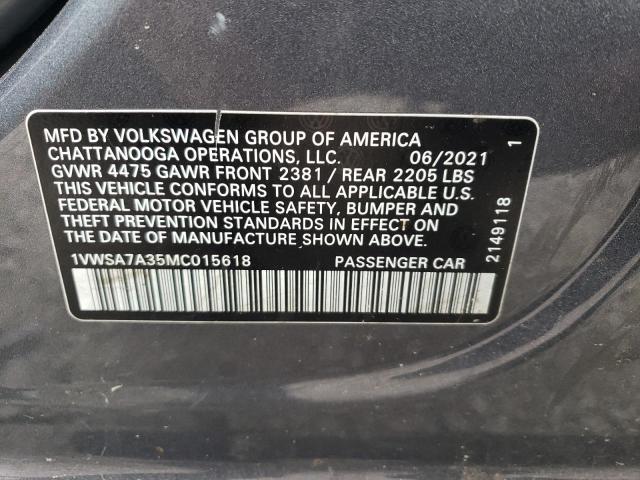 MFD BY VOLKSWAGEN GROUP OF AMERICA
CHATTANOOGA OPERATIONS, LLC. 06/2021
GVWR 4475 GAWR FRONT 2381 / REAR 2205 LBS
THIS VEHICLE CONFORMS TO ALL APPLICABLE U.S.
FEDERAL MOTOR VEHICLE SAFETY, BUMPER AND
THEFT PREVENTION STANDARDS IN EFFECT ON
THE DATE OF MANUFACTURE SHOWN ABOVE.
1VWSA7A35MC015618 PASSENGER CAR
2149118 1